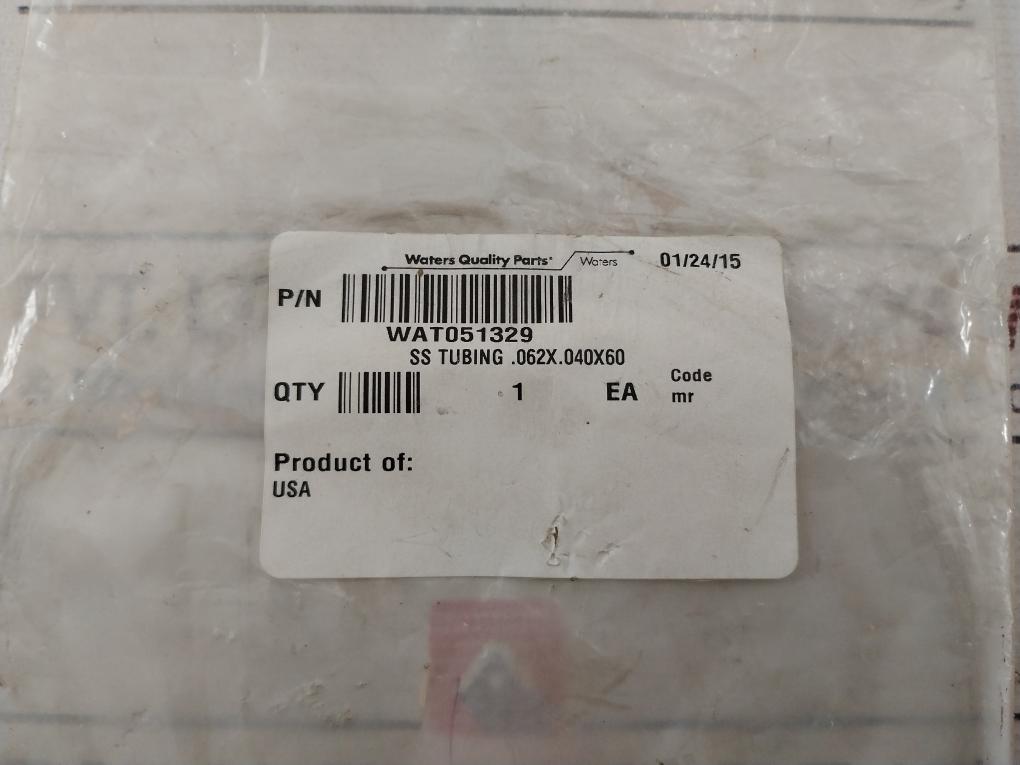 Waters Quality Parts® Waters 01/24/15
P/N
WAT051329
SS TUBING .062X.040X60
QTY 1 EA Code
mr
Product of:
USA